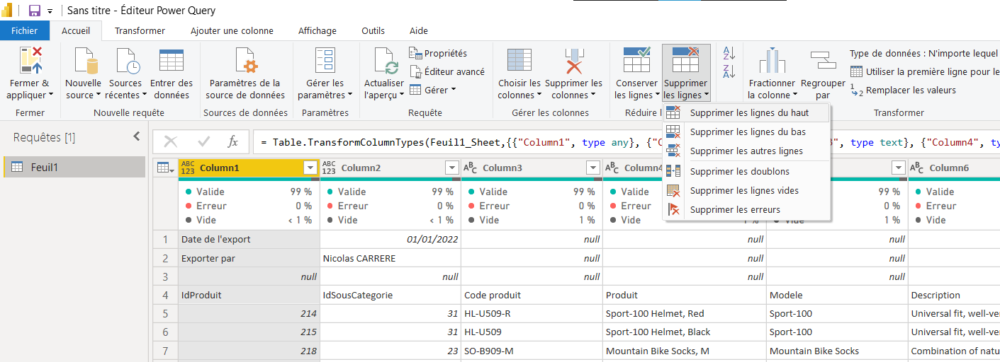 Sans titre - Éditeur Power Query
Fichier Accueil Transformer Ajouter une colonne Affichage Outils Aide
Fermer & appliquer
Nouvelle source
Sources récentes
Entrer des données
Paramètres de la source de données
Gérer les paramètres
Actualiser l'aperçu
Propriétés
Éditeur avancé
Gérer
Choisir les colonnes
Supprimer les colonnes
Conserver les lignes
Supprimer les lignes
Fractionner la colonne
Regrouper par
Type de données : N'importe lequel
Utiliser la première ligne pour le
Remplacer les valeurs
Fermer Nouvelle requête Sources de données Paramètres Requête Gérer les colonnes Réduire l Transformer
Supprimer les lignes du haut
Supprimer les lignes du bas
Supprimer les autres lignes
Supprimer les doublons
Supprimer les lignes vides
Supprimer les erreurs
Requêtes [1]
Feuil1
fx = Table.TransformColumnTypes(Feuil1_Sheet,{{"Column1", type any}, {"C 3", type text}, {"Column4", ty
ABC 123 Column1 ABC 123 Column2 ABC Column3 ABC Column4 ABC Column6
Valide 99 % Valide 99 % Valide 99 % Valide 99 % Valide
Erreur 0 % Erreur 0 % Erreur 0 % Erreur 0 % Erreur
Vide < 1 % Vide < 1 % Vide 1 % Vide 1 % Vide 1 % Vide
1 Date de l'export 01/01/2022 null null null
2 Exporter par Nicolas CARRERE null null null
3 null null null null null
4 IdProduit IdSousCategorie Code produit Produit Modele Description
5 214 31 HL-U509-R Sport-100 Helmet, Red Sport-100 Universal fit, well-ve
6 215 31 HL-U509 Sport-100 Helmet, Black Sport-100 Universal fit, well-ve
7 218 23 SO-B909-M Mountain Bike Socks, M Mountain Bike Socks Combination of natu